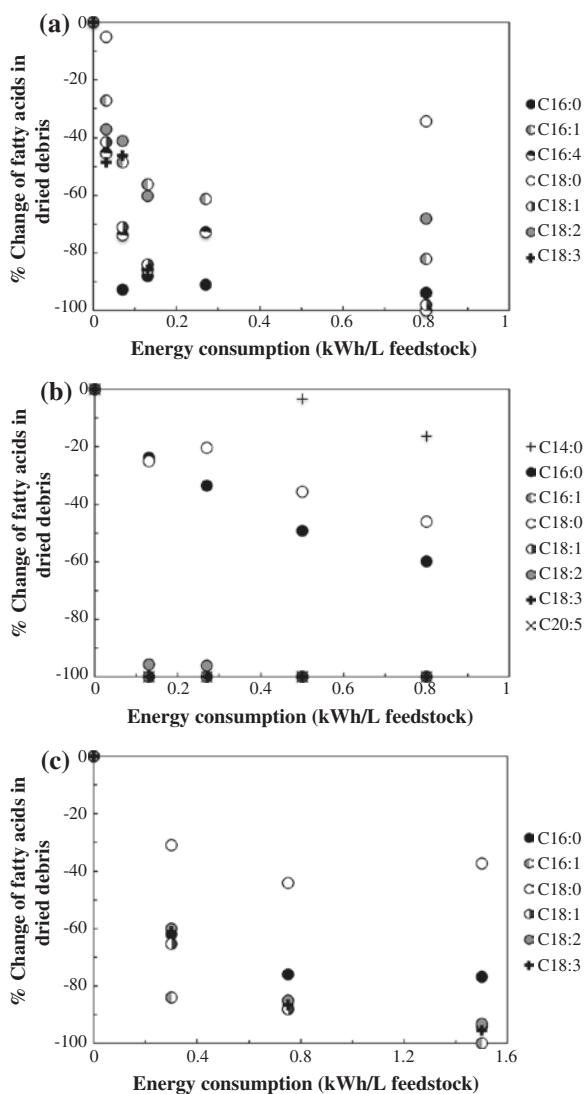 (a)
% Change of fatty acids in
dried debris
0
-20
-40
-60
-80
-100
0
0.2
0.4
0.6
0.8
1
Energy consumption (kWh/L feedstock)
C16:0
C16:1
C16:4
C18:0
C18:1
C18:2
C18:3
(b)
% Change of fatty acids in
dried debris
0
-20
-40
-60
-80
-100
0
0.2
0.4
0.6
0.8
1
Energy consumption (kWh/L feedstock)
C14:0
C16:0
C16:1
C18:0
C18:1
C18:2
C18:3
C20:5
(c)
% Change of fatty acids in
dried debris
0
-20
-40
-60
-80
-100
0
0.4
0.8
1.2
1.6
Energy consumption (kWh/L feedstock)
C16:0
C16:1
C18:0
C18:1
C18:2
C18:3